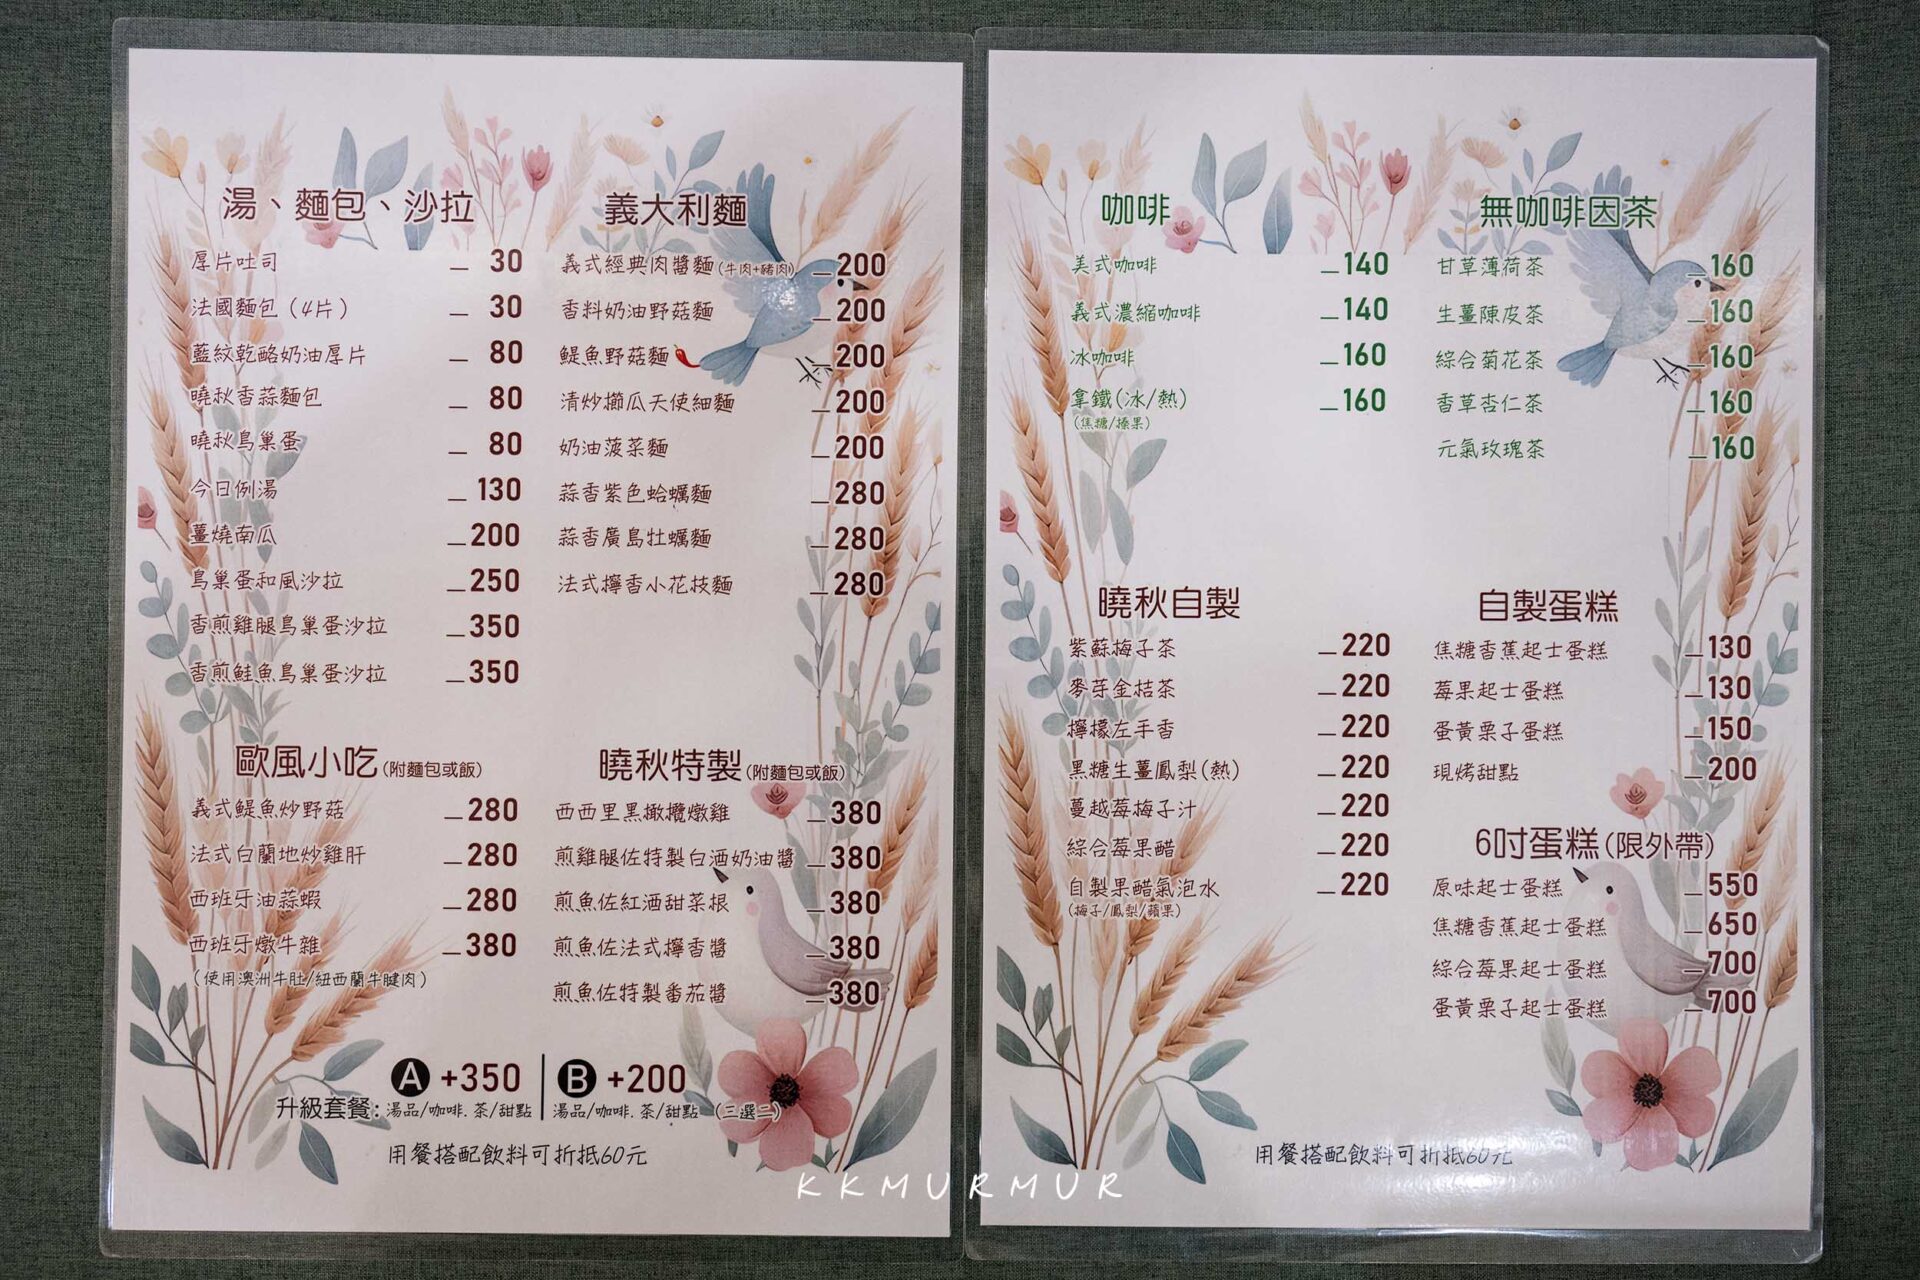 湯、麵包、沙拉
厚片吐司 30
法國麵包(4片) 30
藍紋乾酪奶油厚片 80
曉秋香蒜麵包 80
曉秋鳥巢蛋 80
今日例湯 130
薑燒南瓜 200
鳥巢蛋和風沙拉 250
香煎雞腿鳥巢蛋沙拉 350
香煎鮭魚鳥巢蛋沙拉 350
義大利麵
義式經典肉醬麵(牛肉+豬肉) 200
香料奶油野菇麵 200
鯷魚野菇麵 200
清炒櫛瓜天使細麵 200
奶油菠菜麵 200
蒜香紫色蛤蠣麵 280
蒜香廣島牡蠣麵 280
法式檸香小花枝麵 280
歐風小吃(附麵包或飯)
義式鯷魚炒野菇 280
法式白蘭地炒雞肝 280
西班牙油蒜蝦 280
西班牙燉牛雜 380
(使用澳洲牛肚/紐西蘭牛腱肉)
曉秋特製(附麵包或飯)
西西里黑橄欖燉雞 380
煎雞腿佐特製白酒奶油醬 380
煎魚佐紅酒甜菜根 380
煎魚佐法式檸香醬 380
煎魚佐特製番茄醬 380
升級套餐:
A +350
湯品/咖啡.茶/甜點
B +200
湯品/咖啡.茶/甜點 (三選二)
用餐搭配飲料可折抵60元
咖啡
美式咖啡 140
義式濃縮咖啡 140
冰咖啡 160
拿鐵(冰/熱) 160
(焦糖/榛果)
無咖啡因茶
甘草薄荷茶 160
生薑陳皮茶 160
綜合菊花茶 160
香草杏仁茶 160
元氣玫瑰茶 160
曉秋自製
紫蘇梅子茶 220
麥芽金桔茶 220
檸檬左手香 220
黑糖生薑鳳梨(熱) 220
蔓越莓梅子汁 220
綜合莓果醋 220
自製果醋氣泡水 220
(梅子/鳳梨/蘋果)
自製蛋糕
焦糖香蕉起士蛋糕 130
莓果起士蛋糕 130
蛋黃栗子蛋糕 150
現烤甜點 200
6吋蛋糕(限外帶)
原味起士蛋糕 550
焦糖香蕉起士蛋糕 650
綜合莓果起士蛋糕 700
蛋黃栗子起士蛋糕 700
用餐搭配飲料可折抵60元
KKMURMUR